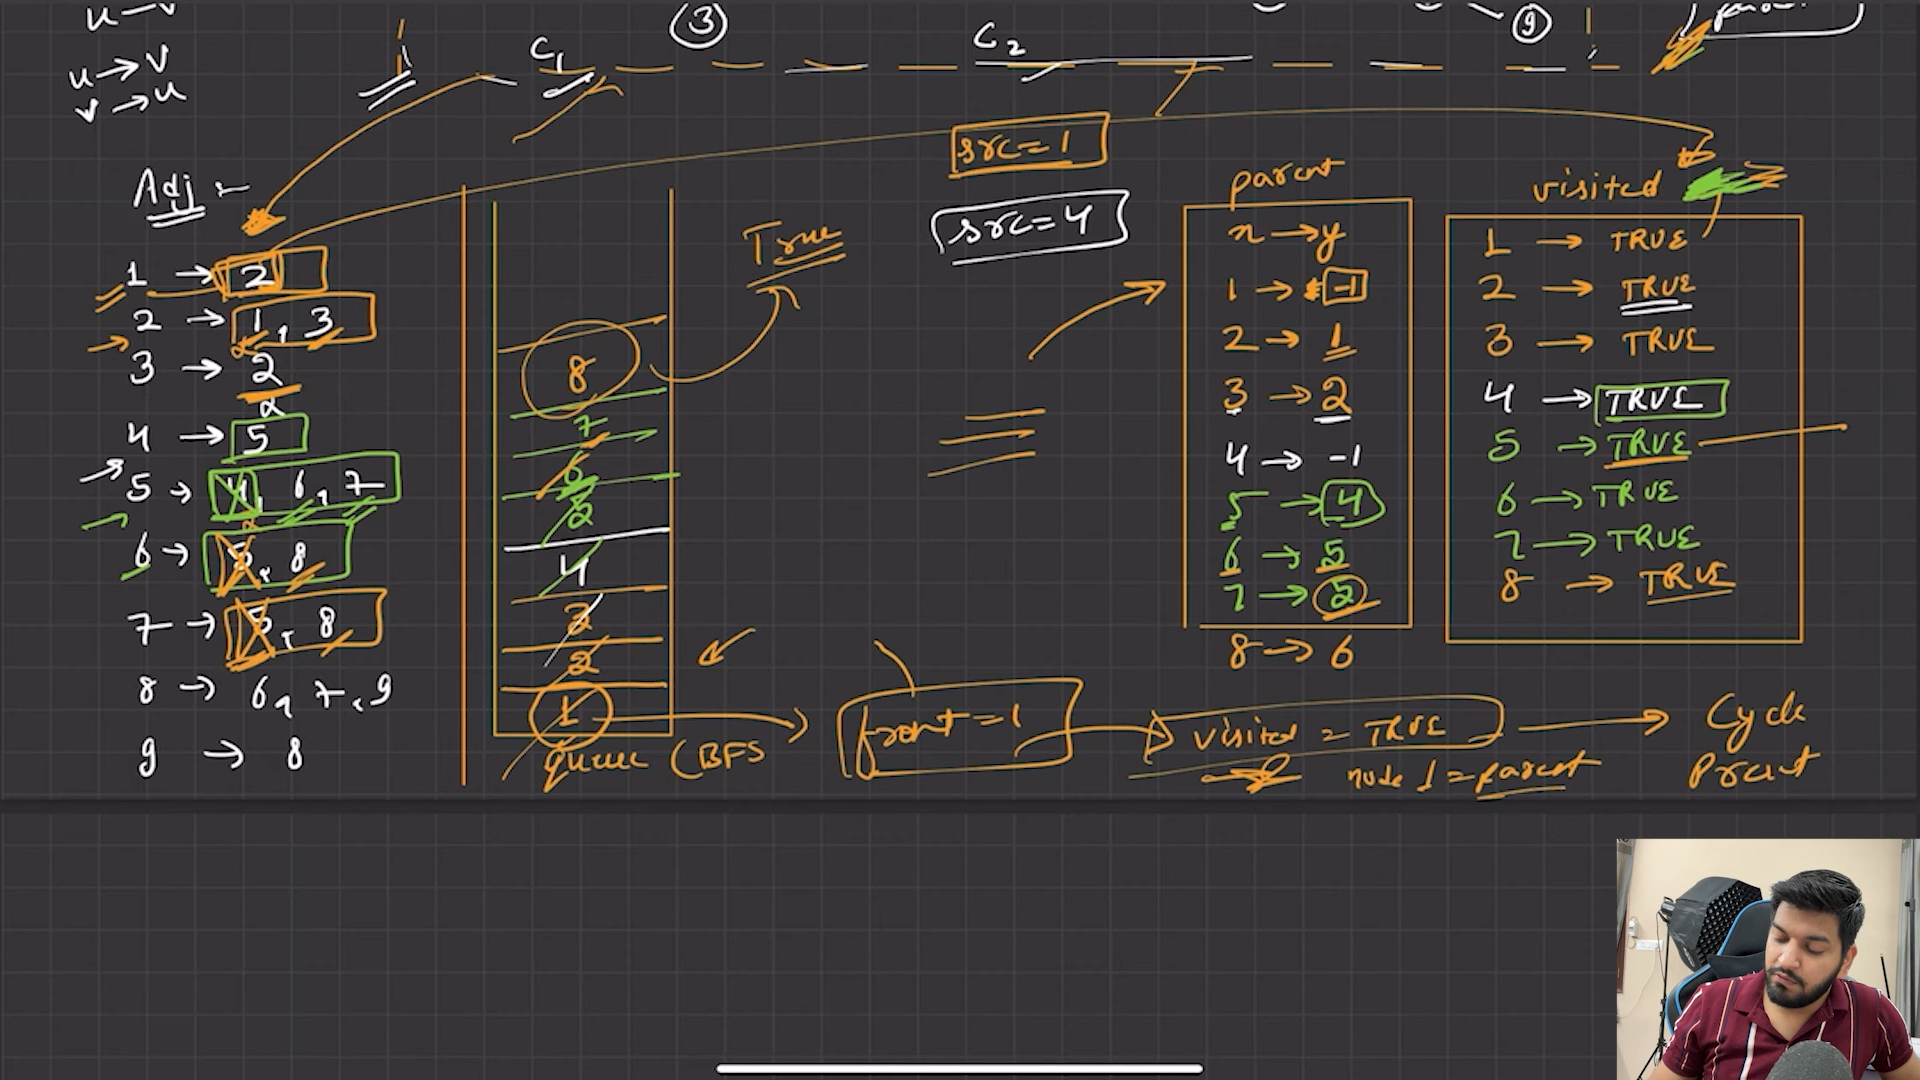 u → v
u → v
v → u
3
C1
C2
9
src = 1
src = 4
Adj
1 → 2
2 → 1, 3
3 → 2
4 → 5
5 → 4, 6, 7
6 → 5, 8
7 → 5, 8
8 → 6, 7, 9
9 → 8
True
8
7
6
5
4
3
2
1
queue (BFS
front = 1
visited = TRUE
node 1 = parent
Cycle
parent
x → y
1 → -1
2 → 1
3 → 2
4 → -1
5 → 4
6 → 5
7 → 5
8 → 6
visited
1 → TRUE
2 → TRUE
3 → TRUE
4 → TRUE
5 → TRUE
6 → TRUE
7 → TRUE
8 → TRUE